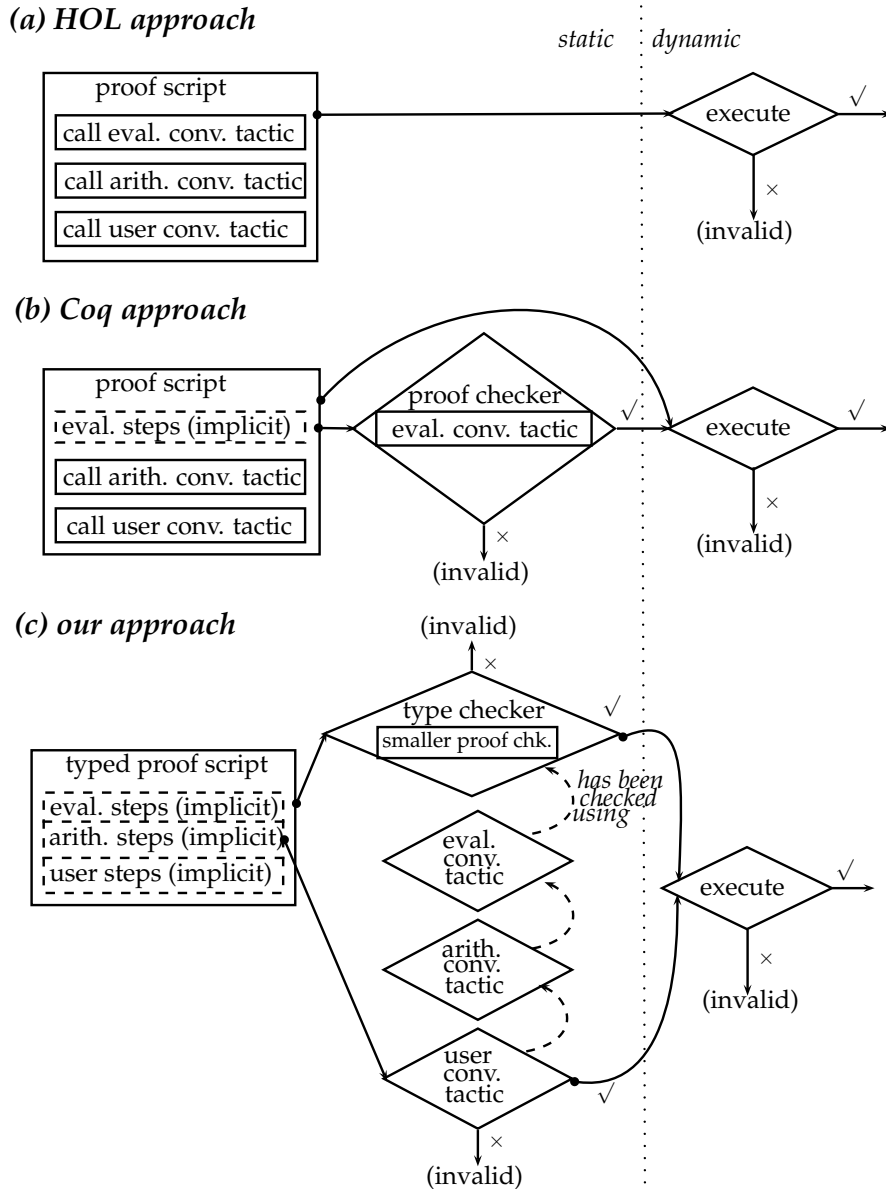 (a) HOL approach
static
dynamic
proof script
call eval. conv. tactic
call arith. conv. tactic
call user conv. tactic
execute
√
×
(invalid)
(b) Coq approach
proof script
eval. steps (implicit)
call arith. conv. tactic
call user conv. tactic
proof checker
eval. conv. tactic
√
×
(invalid)
execute
√
×
(invalid)
(c) our approach
(invalid)
×
type checker
smaller proof chk.
√
typed proof script
eval. steps (implicit)
arith. steps (implicit)
user steps (implicit)
has been
checked
using
eval.
conv.
tactic
arith.
conv.
tactic
user
conv.
tactic
√
×
(invalid)
execute
√
×
(invalid)